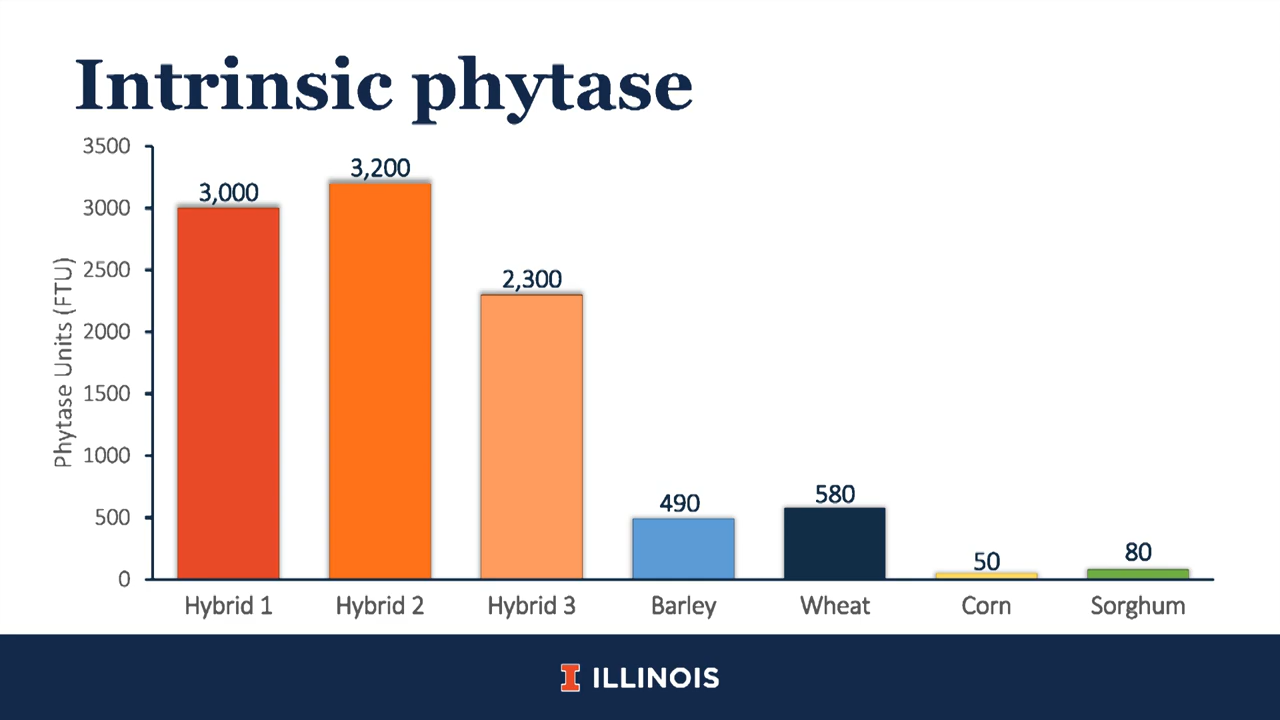 Intrinsic phytase
Phytase Units (FTU)
3500
3000
2500
2000
1500
1000
500
0
3,000
3,200
2,300
490
580
50
80
Hybrid 1
Hybrid 2
Hybrid 3
Barley
Wheat
Corn
Sorghum
I ILLINOIS